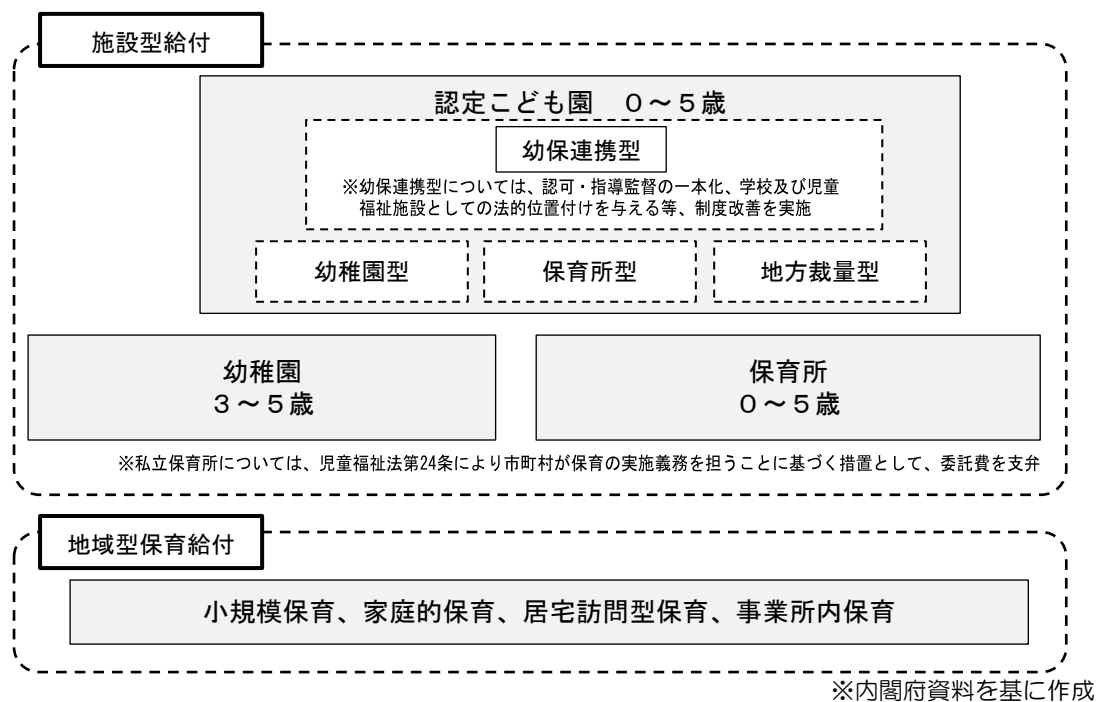 施設型給付
認定こども園 0~5歳
幼保連携型
※幼保連携型については、認可・指導監督の一本化、学校及び児童
福祉施設としての法的位置付けを与える等、制度改善を実施
幼稚園型
保育所型
地方裁量型
幼稚園
3~5歳
保育所
0~5歳
※私立保育所については、児童福祉法第24条により市町村が保育の実施義務を担うことに基づく措置として、委託費を支弁
地域型保育給付
小規模保育、家庭的保育、居宅訪問型保育、事業所内保育
※内閣府資料を基に作成